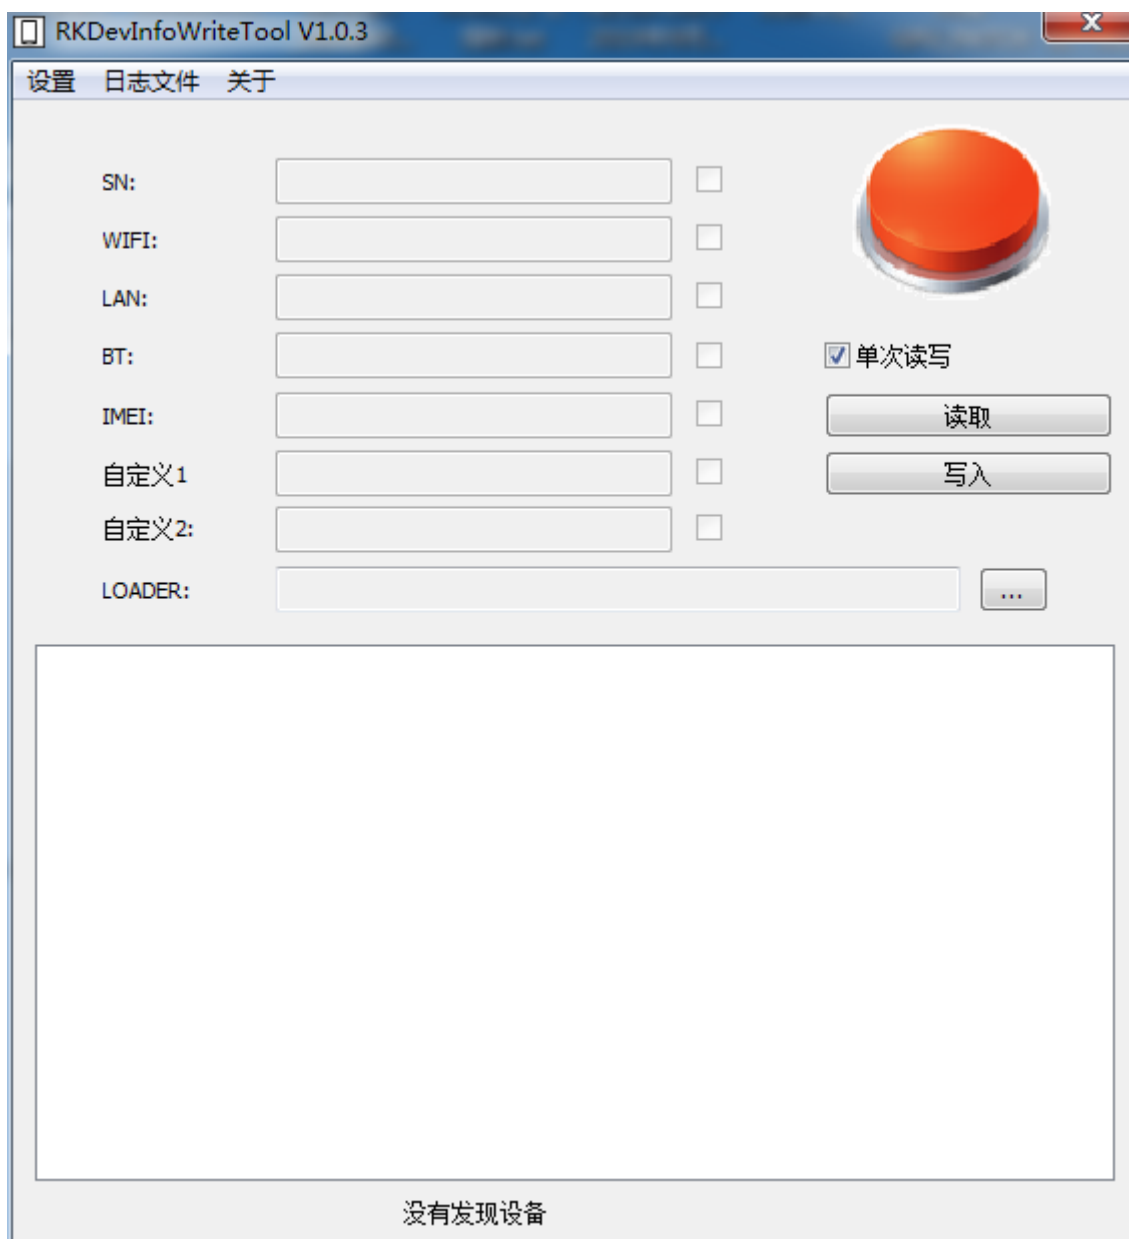 RKDevInfoWriteTool V1.0.3
设置 日志文件 关于
SN:
WIFI:
LAN:
BT:
单次读写
IMEI:
读取
自定义1
写入
自定义2:
LOADER:
...
没有发现设备